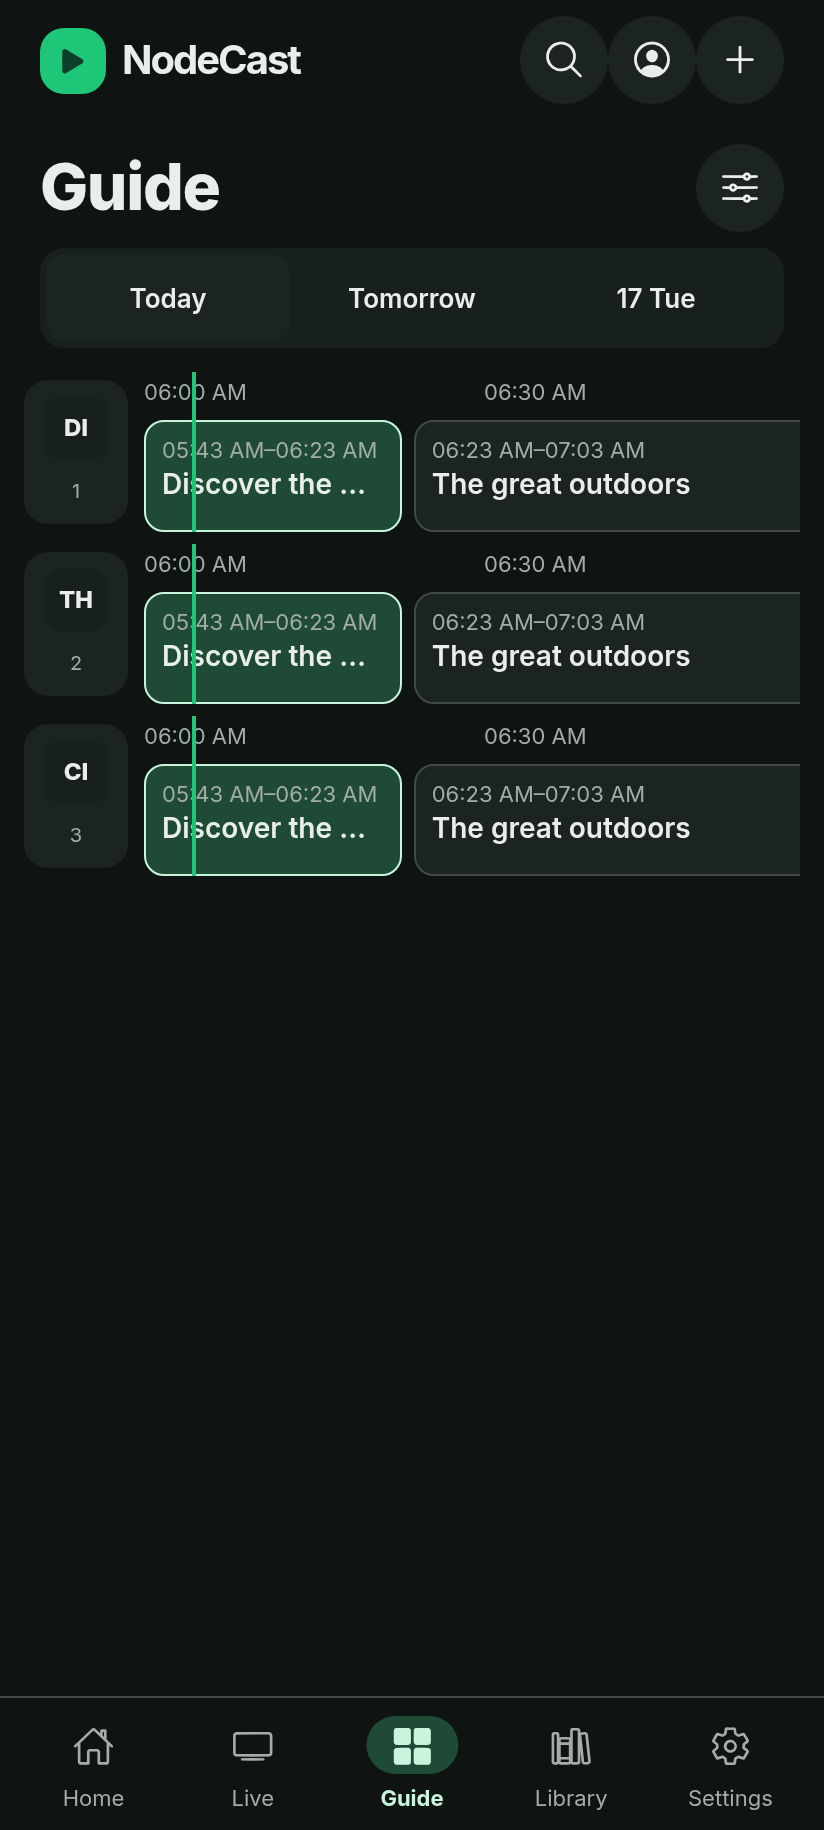 NodeCast
Guide
Today Tomorrow 17 Tue
06:00 AM 06:30 AM
DI
1
05:43 AM–06:23 AM
Discover the ...
06:23 AM–07:03 AM
The great outdoors
06:00 AM 06:30 AM
TH
2
05:43 AM–06:23 AM
Discover the ...
06:23 AM–07:03 AM
The great outdoors
06:00 AM 06:30 AM
CI
3
05:43 AM–06:23 AM
Discover the ...
06:23 AM–07:03 AM
The great outdoors
Home Live Guide Library Settings